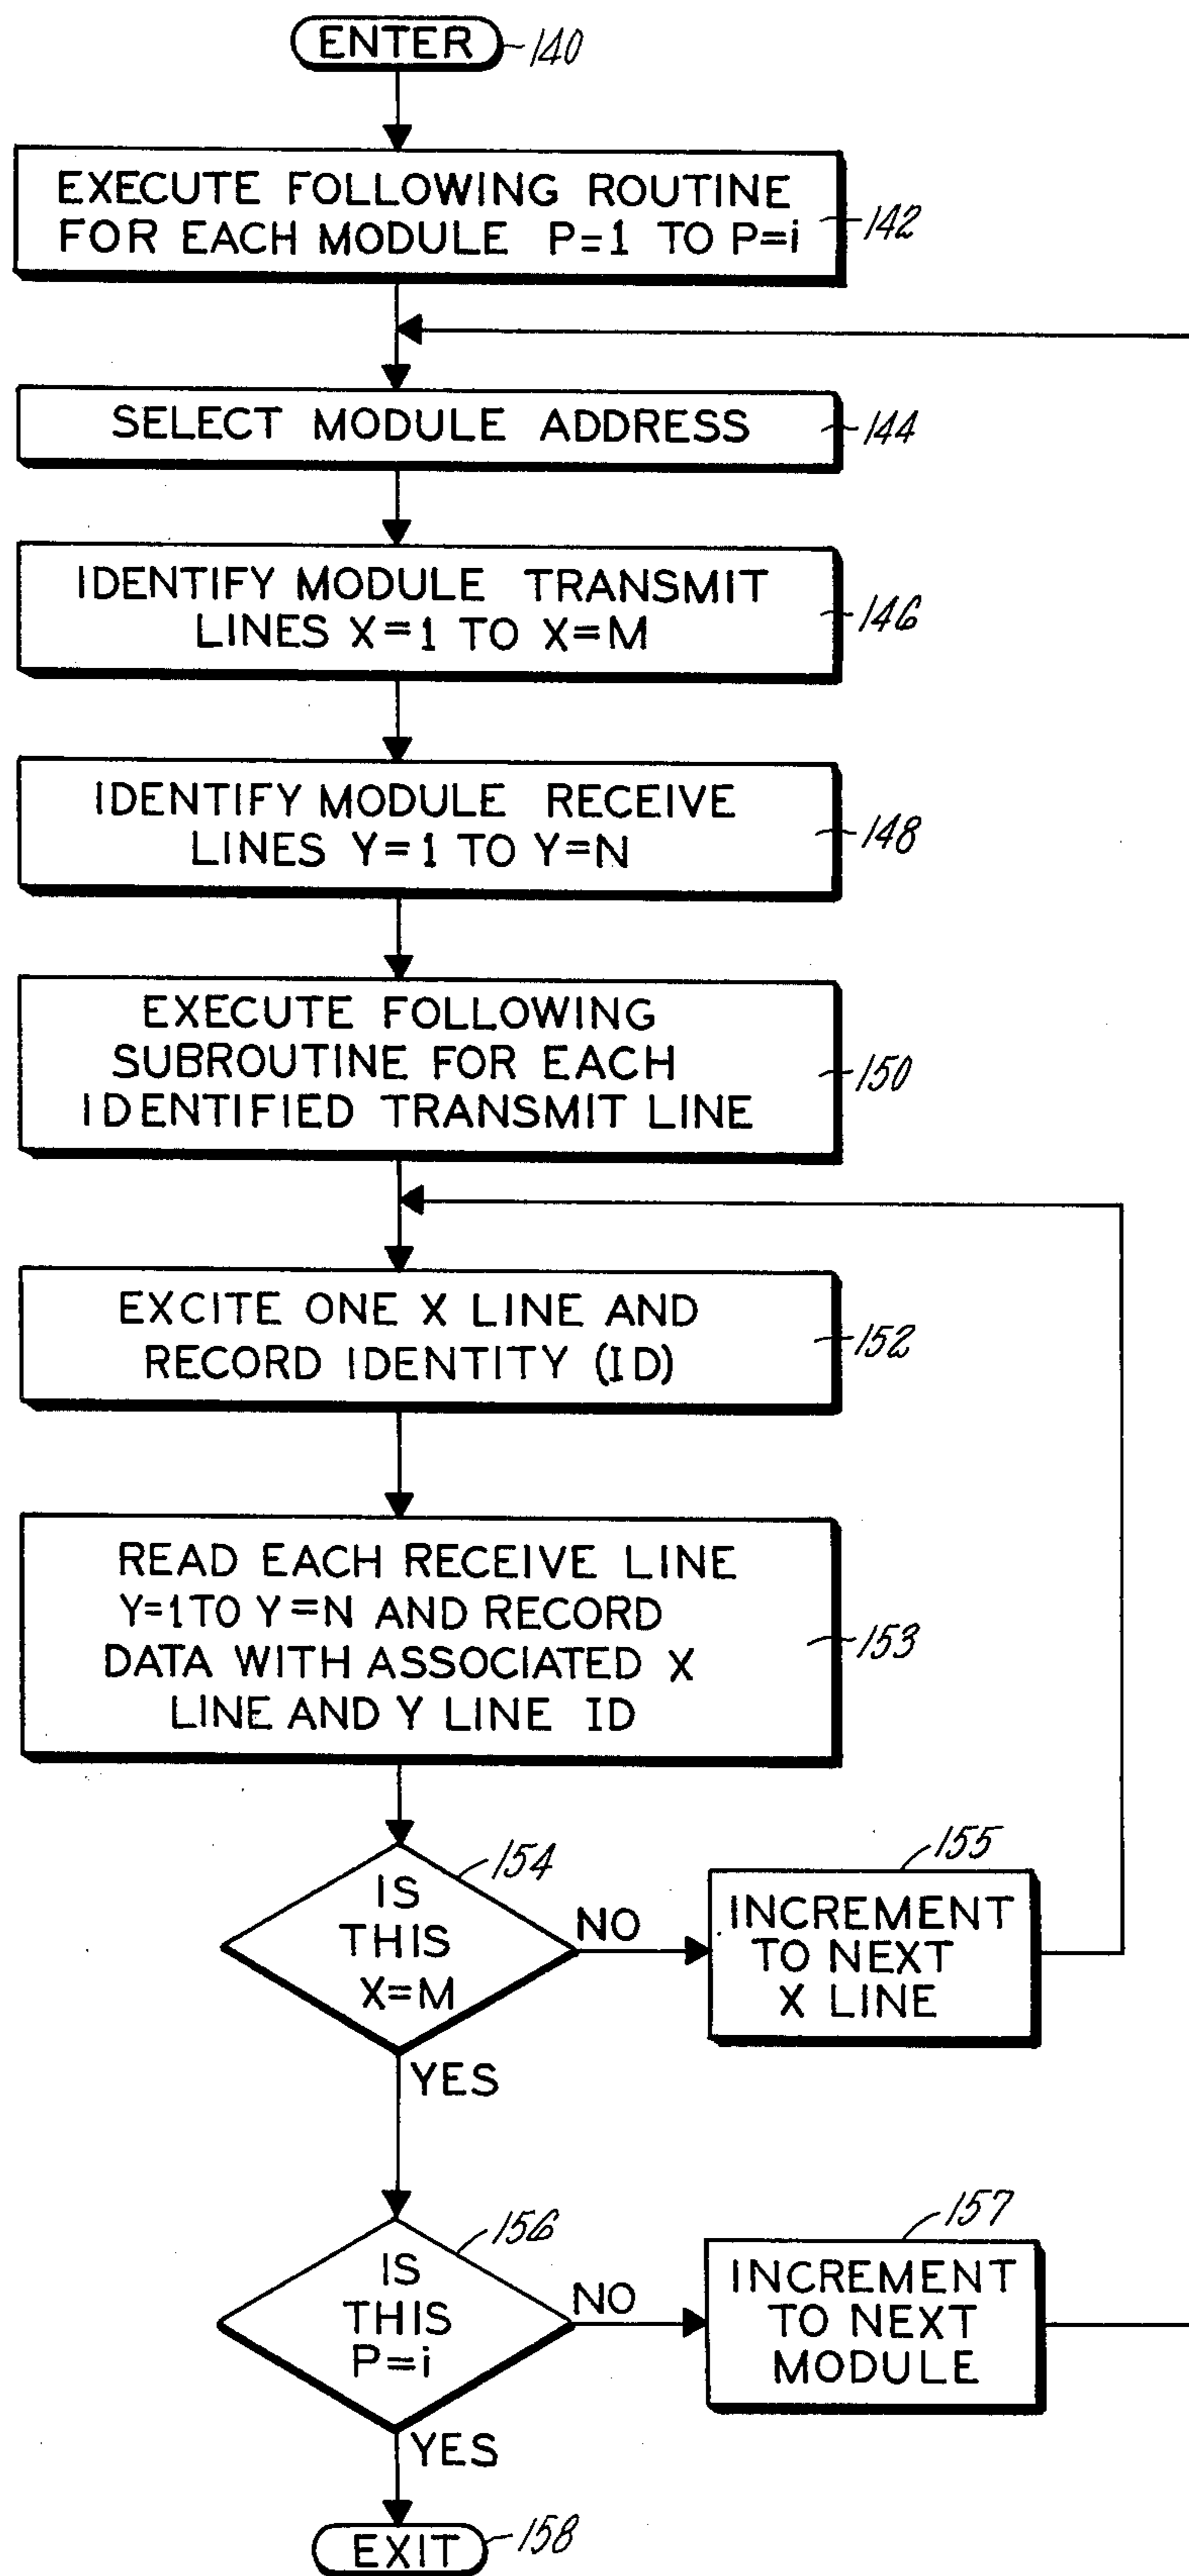 ENTER 140
EXECUTE FOLLOWING ROUTINE
FOR EACH MODULE P=1 TO P=i
142
SELECT MODULE ADDRESS 144
IDENTIFY MODULE TRANSMIT
LINES X=1 TO X=M
146
IDENTIFY MODULE RECEIVE
LINES Y=1 TO Y=N
148
EXECUTE FOLLOWING
SUBROUTINE FOR EACH
IDENTIFIED TRANSMIT LINE
150
EXCITE ONE X LINE AND
RECORD IDENTITY (ID)
152
READ EACH RECEIVE LINE
Y=1 TO Y=N AND RECORD
DATA WITH ASSOCIATED X
LINE AND Y LINE ID
153
154
IS
THIS
X=M
NO
YES
155
INCREMENT
TO NEXT
X LINE
156
IS
THIS
P=i
NO
YES
157
INCREMENT
TO NEXT
MODULE
EXIT 158